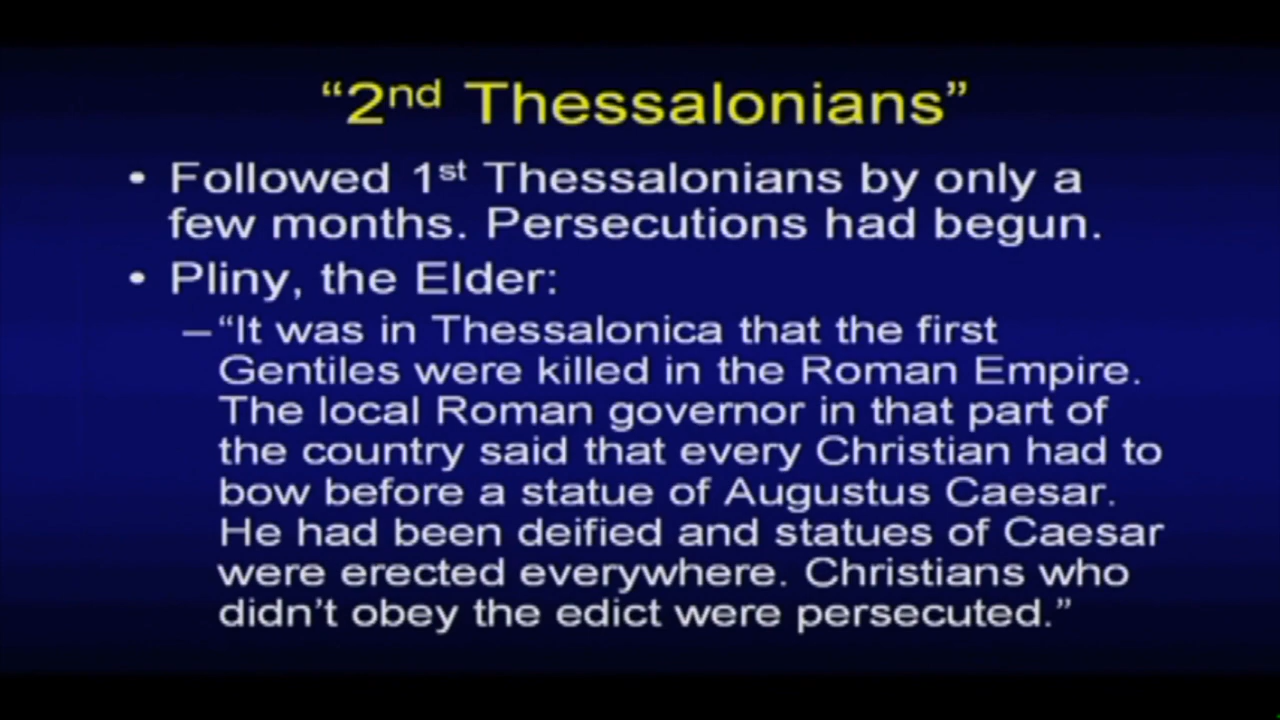 “2nd Thessalonians”
• Followed 1st Thessalonians by only a
few months. Persecutions had begun.
• Pliny, the Elder:
–“It was in Thessalonica that the first
Gentiles were killed in the Roman Empire.
The local Roman governor in that part of
the country said that every Christian had to
bow before a statue of Augustus Caesar.
He had been deified and statues of Caesar
were erected everywhere. Christians who
didn’t obey the edict were persecuted.”